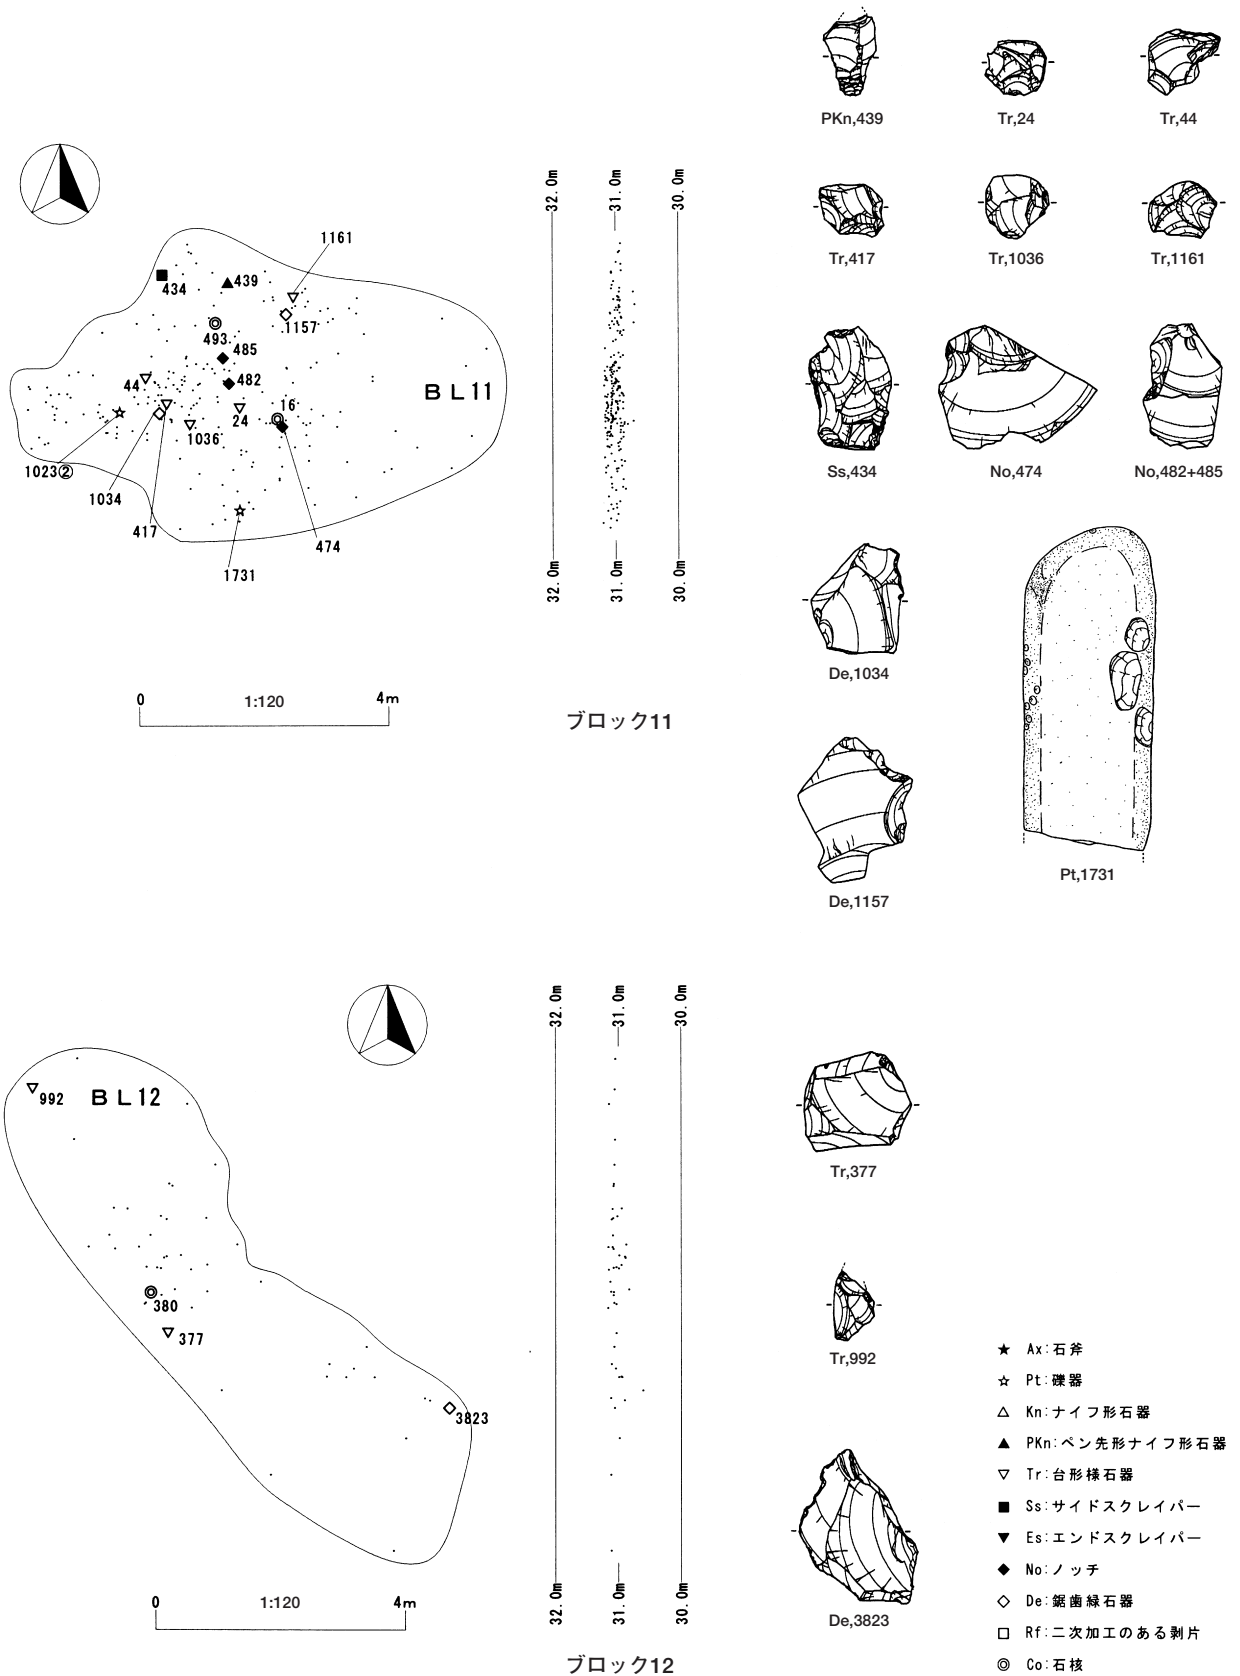 PKn,439
Tr,24
Tr,44
Tr,417
Tr,1036
Tr,1161
Ss,434
No,474
No,482+485
De,1034
De,1157
Pt,1731
32.0m
31.0m
30.0m
1161
434
439
493
1157
485
482
44
24
16
1036
BL11
1023②
1034
417
474
1731
32.0m
31.0m
30.0m
0
1:120
4m
ブロック11
32.0m
31.0m
30.0m
992
BL12
380
377
3823
32.0m
31.0m
30.0m
0
1:120
4m
ブロック12
Tr,377
Tr,992
De,3823
★ Ax:石斧
☆ Pt:礫器
△ Kn:ナイフ形石器
▲ PKn:ペン先形ナイフ形石器
▽ Tr:台形様石器
■ Ss:サイドスクレイパー
▼ Es:エンドスクレイパー
◆ No:ノッチ
◇ De:鋸歯緑石器
□ Rf:二次加工のある剥片
◎ Co:石核